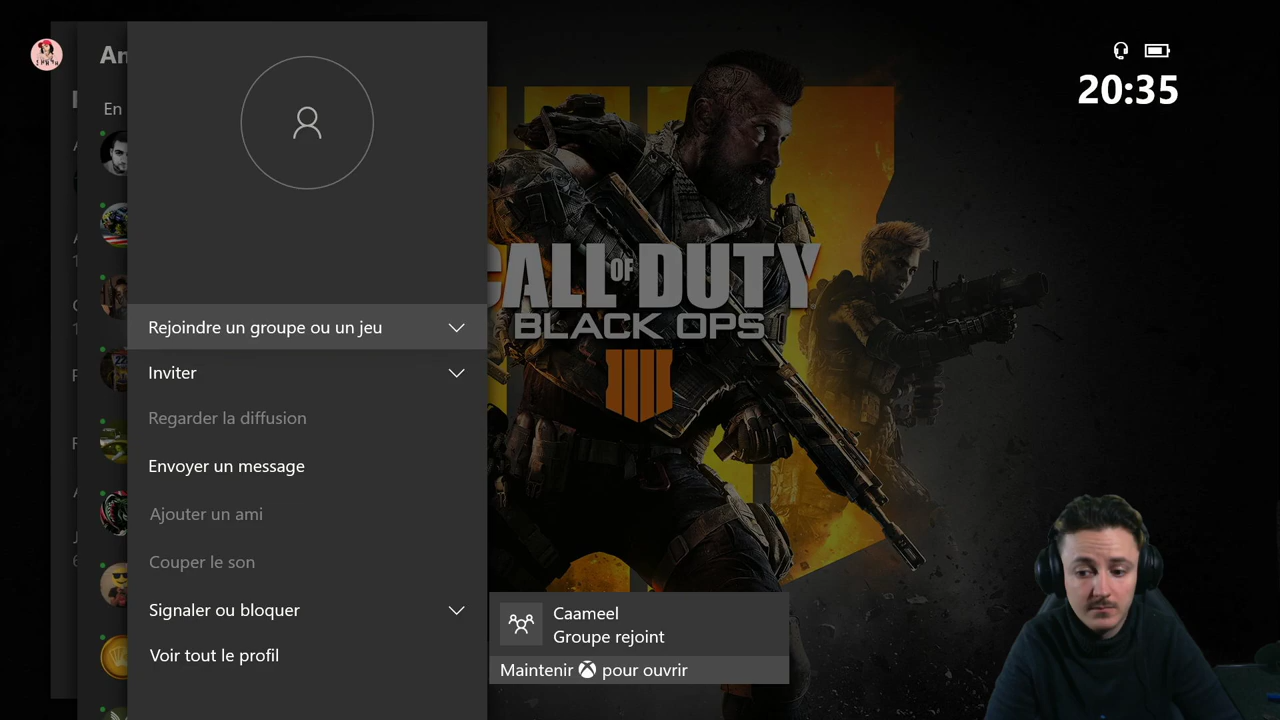 20:35
En
Rejoindre un groupe ou un jeu
Inviter
Regarder la diffusion
Envoyer un message
Ajouter un ami
Couper le son
Signaler ou bloquer
Voir tout le profil
CALL OF DUTY
BLACK OPS
IIII
Caameel
Groupe rejoint
Maintenir pour ouvrir